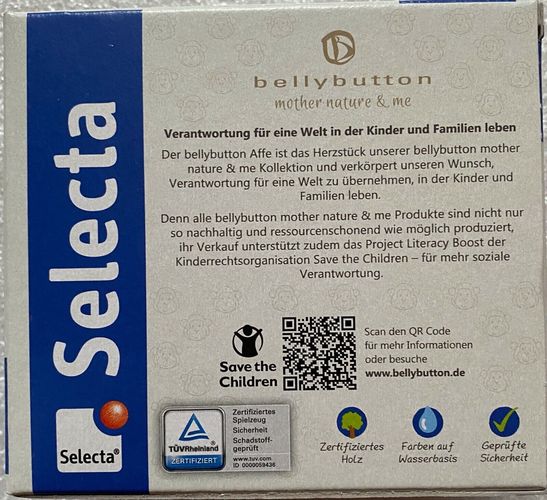 Selecta
bellybutton
mother nature & me
Verantwortung für eine Welt in der Kinder und Familien leben
Der bellybutton Affe ist das Herzstück unserer bellybutton mother
nature & me Kollektion und verkörpert unseren Wunsch,
Verantwortung für eine Welt zu übernehmen, in der Kinder und
Familien leben.
Denn alle bellybutton mother nature & me Produkte sind nicht nur
so nachhaltig und ressourcenschonend wie möglich produziert,
ihr Verkauf unterstützt zudem das Project Literacy Boost der
Kinderrechtsorganisation Save the Children – für mehr soziale
Verantwortung.
Save the
Children
Scan den QR Code
für mehr Informationen
oder besuche
www.bellybutton.de
Selecta®
TÜVRheinland
ZERTIFIZIERT
Zertifiziertes
Spielzeug
Sicherheit
Schadstoff-
geprüft
www.tuv.com
ID 0000059436
Zertifiziertes
Holz
Farben auf
Wasserbasis
Geprüfte
Sicherheit